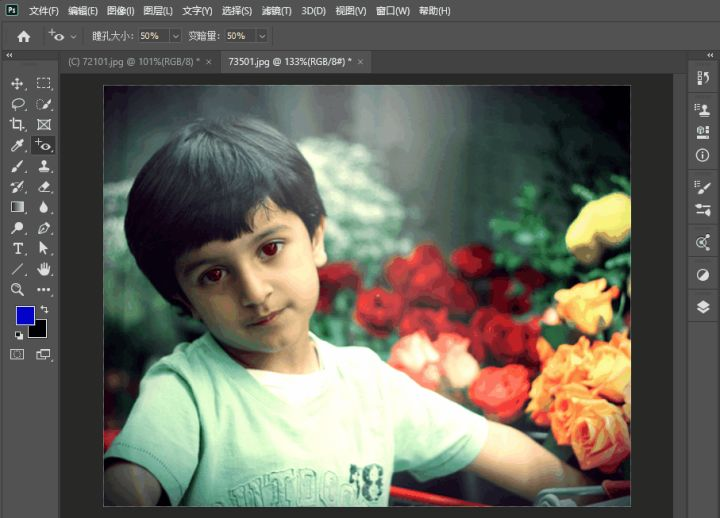 Ps 文件(F) 编辑(E) 图像(I) 图层(L) 文字(Y) 选择(S) 滤镜(T) 3D(D) 视图(V) 窗口(W) 帮助(H)
瞳孔大小: 50% 变暗量: 50%
(C) 72101.jpg @ 101%(RGB/8) * × 73501.jpg @ 133%(RGB/8#) * ×